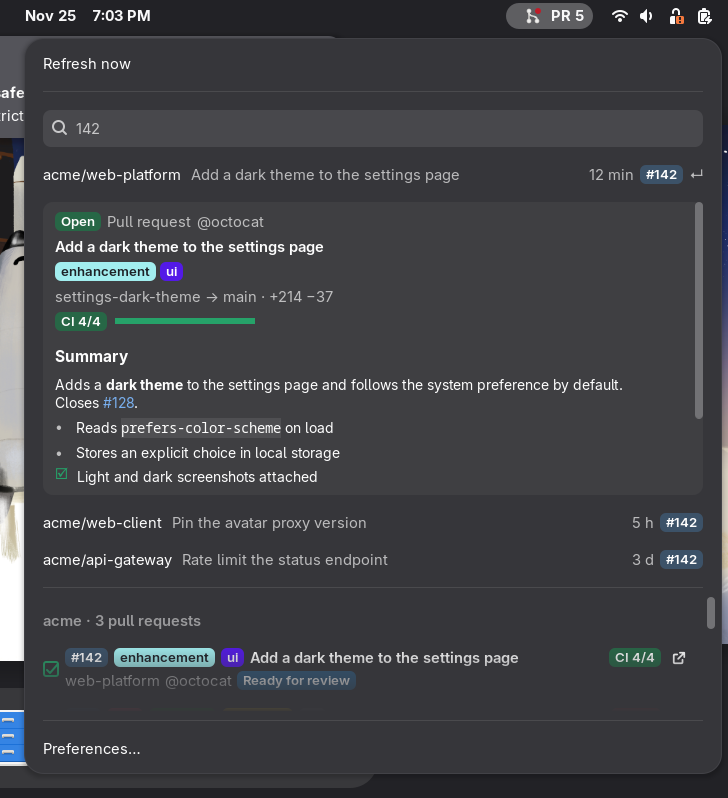 Nov 25 7:03 PM PR 5
Refresh now
safe
trict
142
acme/web-platform Add a dark theme to the settings page 12 min #142
Open Pull request @octocat
Add a dark theme to the settings page
enhancement ui
settings-dark-theme → main · +214 −37
CI 4/4
Summary
Adds a dark theme to the settings page and follows the system preference by default.
Closes #128.
• Reads prefers-color-scheme on load
• Stores an explicit choice in local storage
Light and dark screenshots attached
acme/web-client Pin the avatar proxy version 5 h #142
acme/api-gateway Rate limit the status endpoint 3 d #142
acme · 3 pull requests
#142 enhancement ui Add a dark theme to the settings page CI 4/4
web-platform @octocat Ready for review
Preferences…